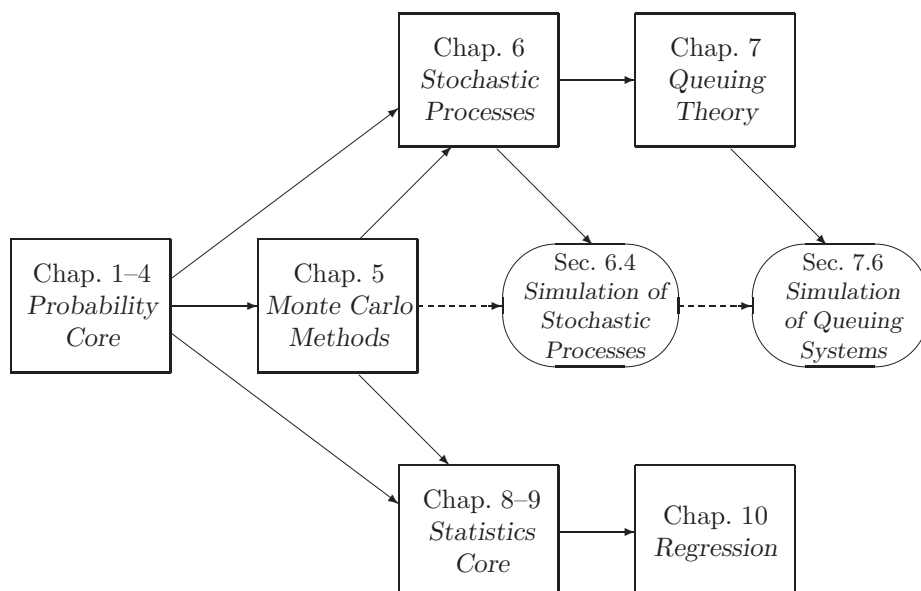 Chap. 6
Stochastic
Processes
Chap. 7
Queuing
Theory
Chap. 1–4
Probability
Core
Chap. 5
Monte Carlo
Methods
Sec. 6.4
Simulation of
Stochastic
Processes
Sec. 7.6
Simulation
of Queuing
Systems
Chap. 8–9
Statistics
Core
Chap. 10
Regression